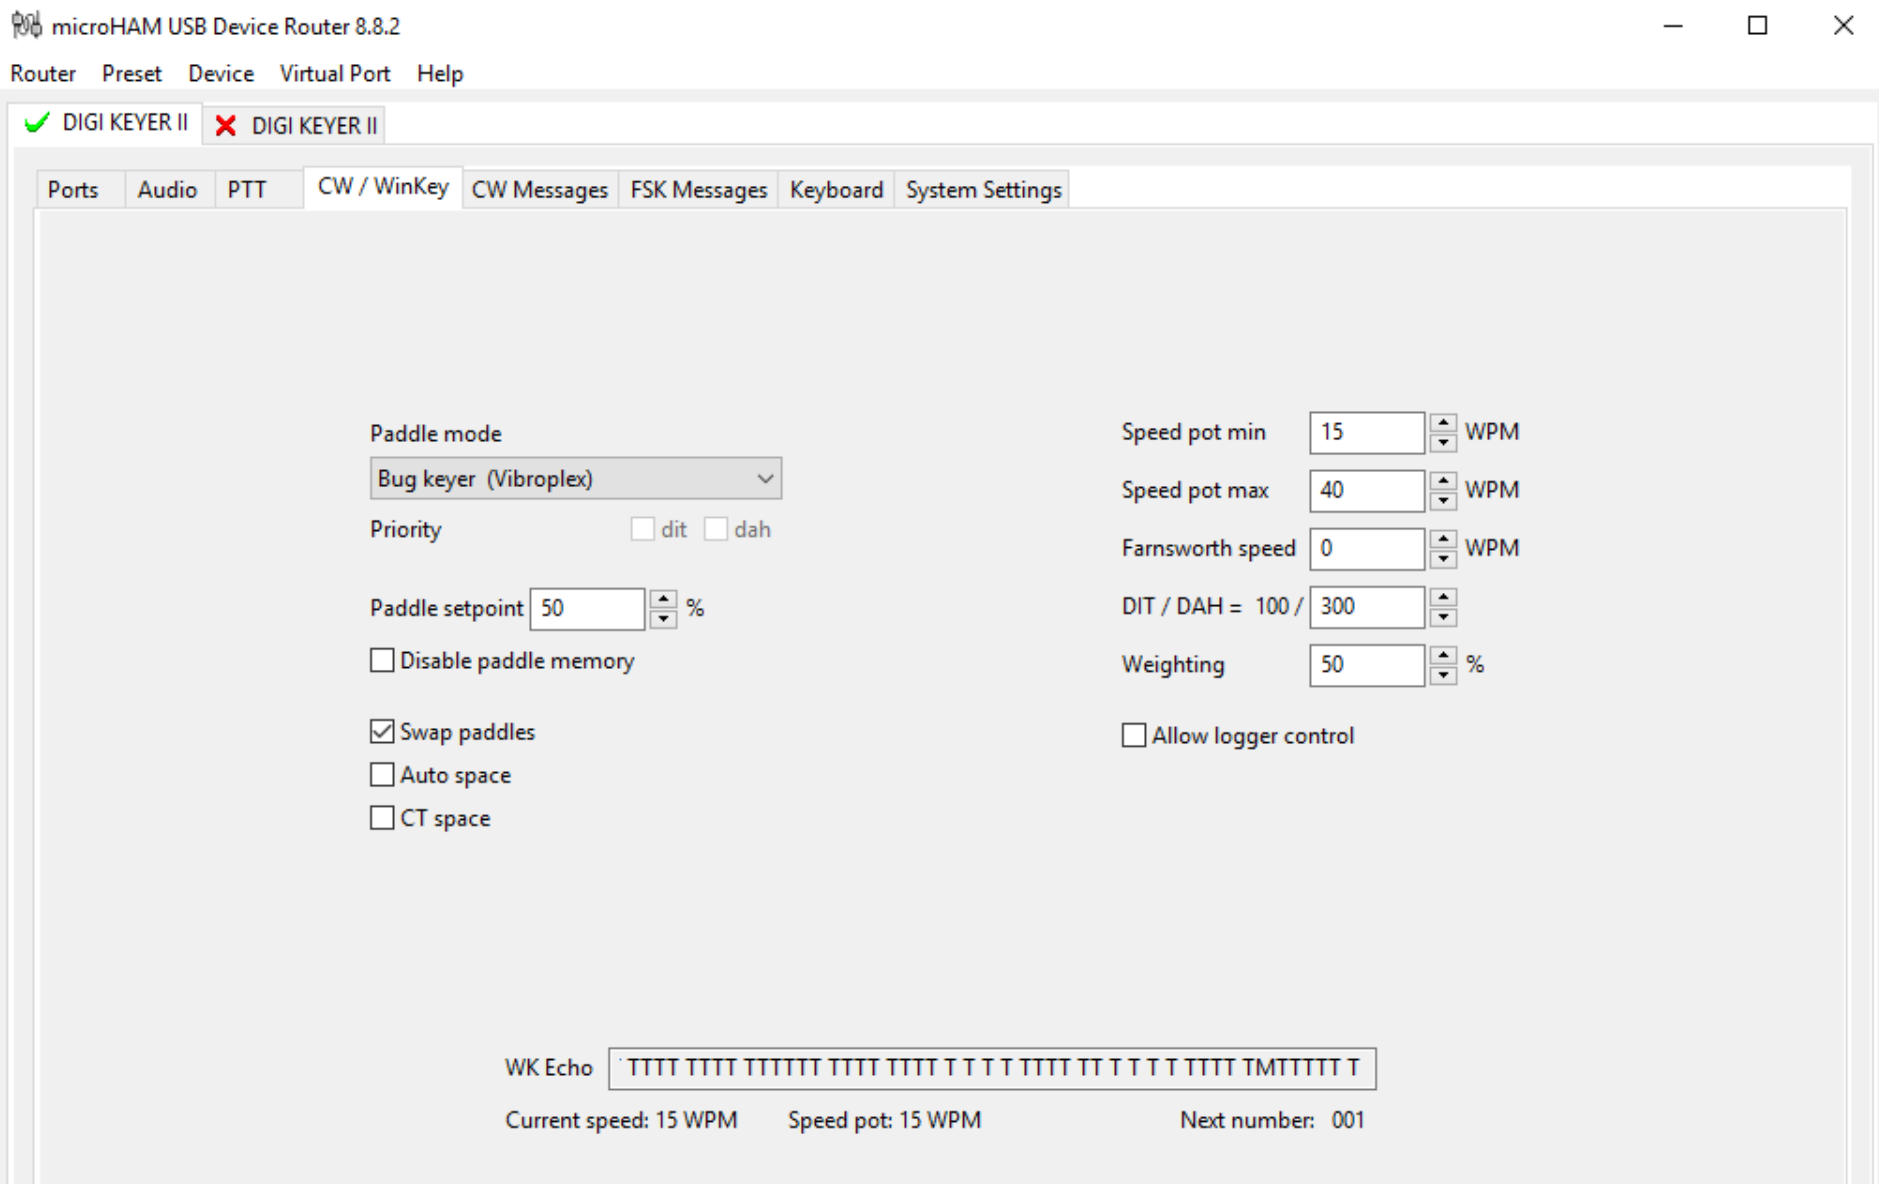 microHAM USB Device Router 8.8.2
Router Preset Device Virtual Port Help
DIGI KEYER II DIGI KEYER II
Ports Audio PTT CW / WinKey CW Messages FSK Messages Keyboard System Settings
Paddle mode
Bug keyer (Vibroplex)
Priority dit dah
Paddle setpoint 50 %
Disable paddle memory
Swap paddles
Auto space
CT space
Speed pot min 15 WPM
Speed pot max 40 WPM
Farnsworth speed 0 WPM
DIT / DAH = 100 / 300
Weighting 50 %
Allow logger control
WK Echo TTTT TTTT TTTTTT TTTT TTTT T T T T TTTT TT T T T T TTTT TMTTTTT T
Current speed: 15 WPM Speed pot: 15 WPM Next number: 001